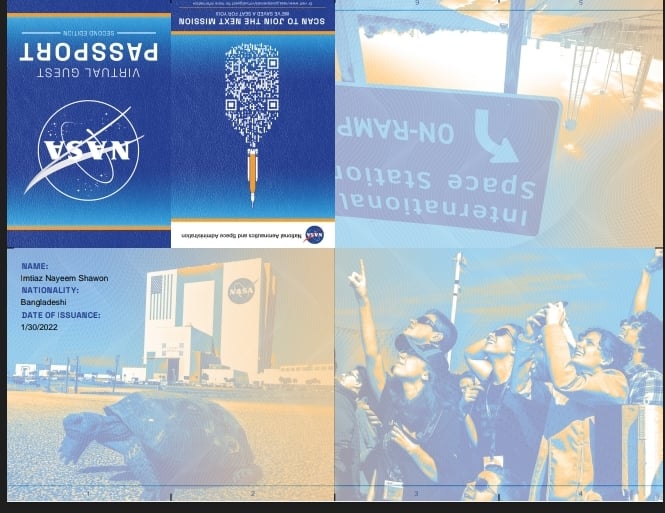 NASA
VIRTUAL GUEST
PASSPORT
SECOND EDITION
NASA
National Aeronautics and Space Administration
SCAN TO JOIN THE NEXT MISSION
WE'VE SAVED A SEAT FOR YOU!
International
Space Station
ON-RAMP
5
6
NAME:
Imtiaz Nayeem Shawon
NATIONALITY:
Bangladeshi
DATE OF ISSUANCE:
1/30/2022
NASA
1
2
3
4